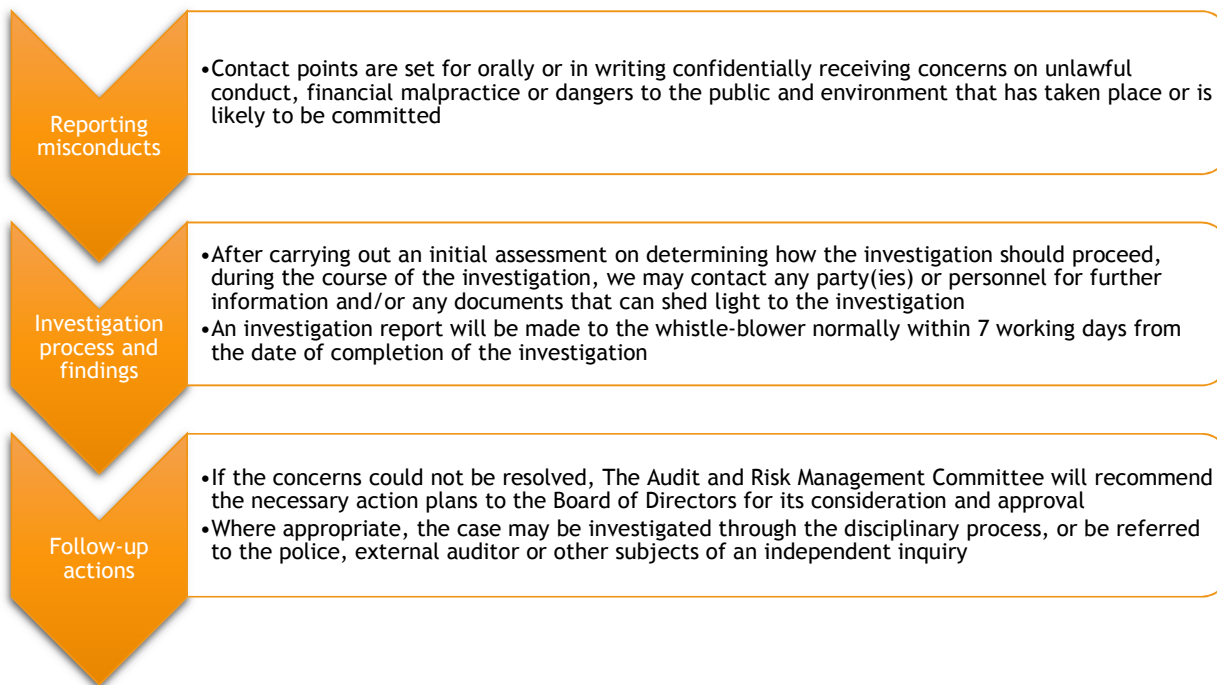 Reporting
misconducts
•Contact points are set for orally or in writing confidentially receiving concerns on unlawful
conduct, financial malpractice or dangers to the public and environment that has taken place or is
likely to be committed
Investigation
process and
findings
•After carrying out an initial assessment on determining how the investigation should proceed,
during the course of the investigation, we may contact any party(ies) or personnel for further
information and/or any documents that can shed light to the investigation
•An investigation report will be made to the whistle-blower normally within 7 working days from
the date of completion of the investigation
Follow-up
actions
•If the concerns could not be resolved, The Audit and Risk Management Committee will recommend
the necessary action plans to the Board of Directors for its consideration and approval
•Where appropriate, the case may be investigated through the disciplinary process, or be referred
to the police, external auditor or other subjects of an independent inquiry